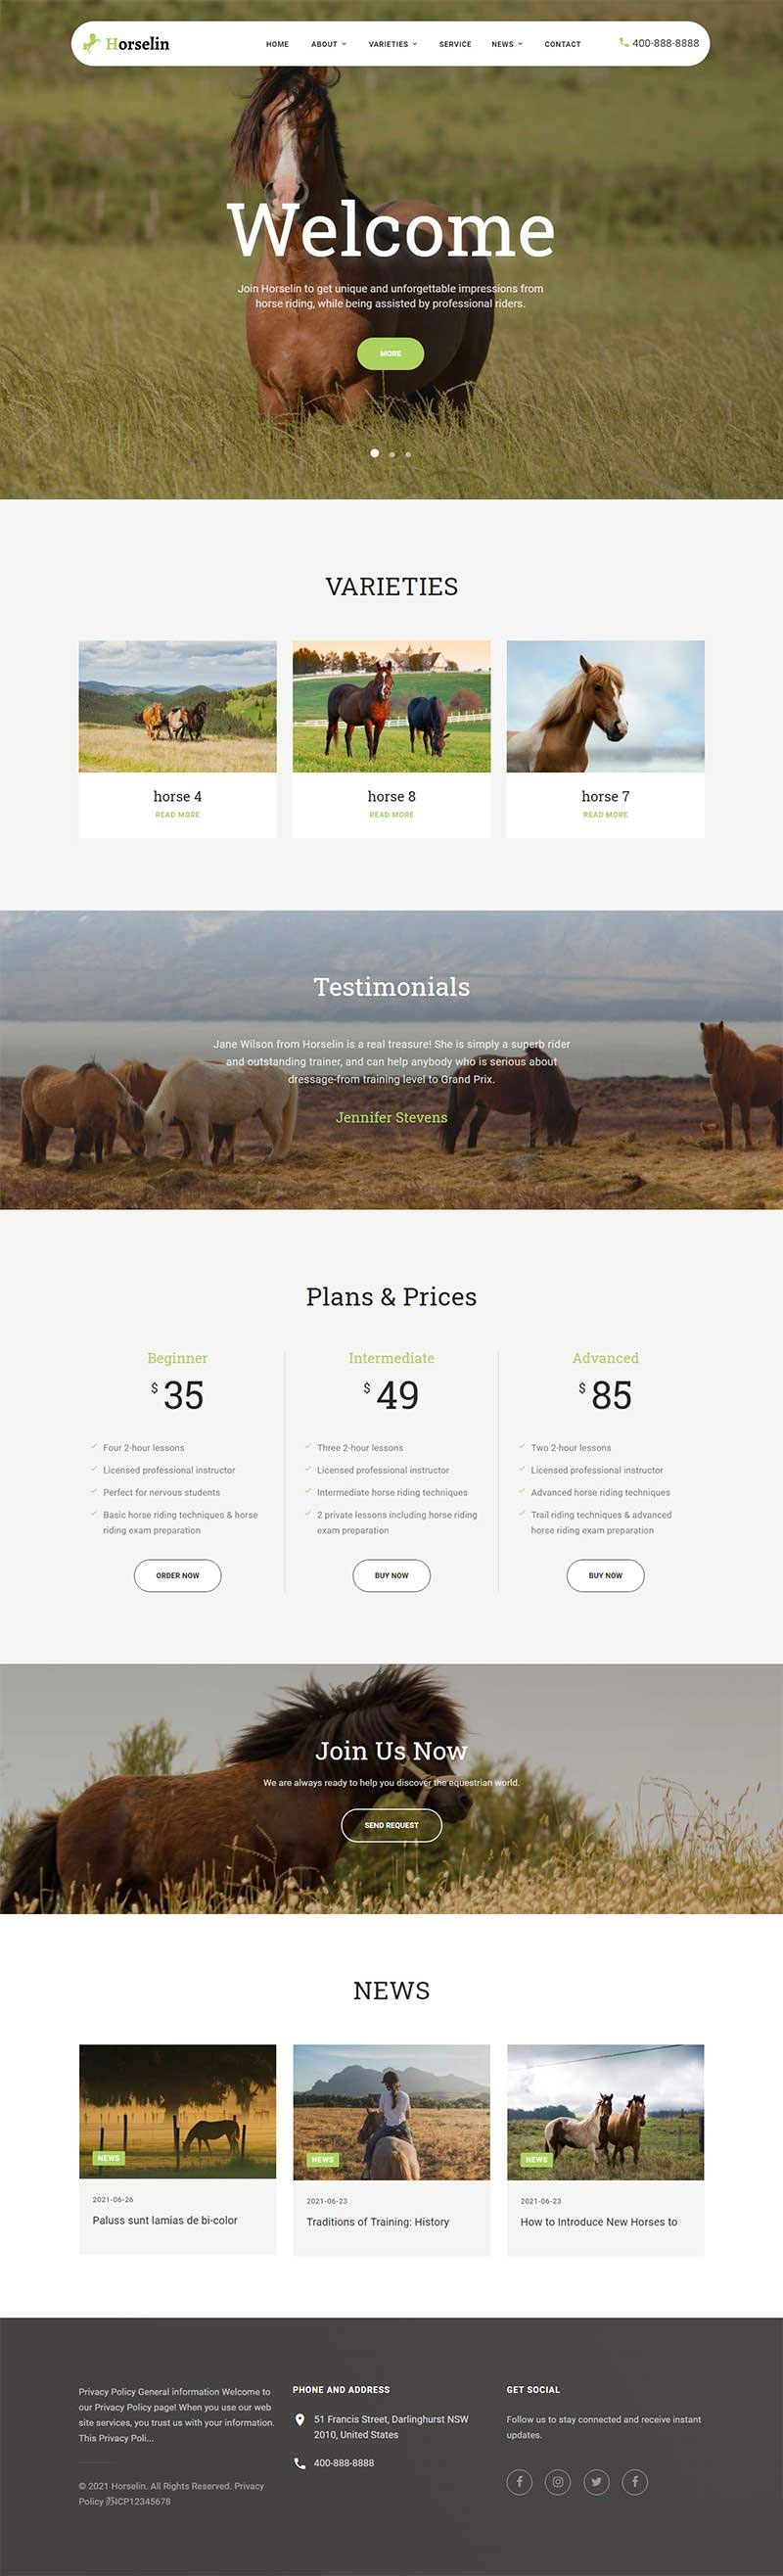 Horselin
HOME ABOUT VARIETIES SERVICE NEWS CONTACT 400-888-8888
Welcome
Join Horselin to get unique and unforgettable impressions from
horse riding, while being assisted by professional riders.
MORE
VARIETIES
horse 4
READ MORE
horse 8
READ MORE
horse 7
READ MORE
Testimonials
Jane Wilson from Horselin is a real treasure! She is simply a superb rider
and outstanding trainer, and can help anybody who is serious about
dressage-from training level to Grand Prix.
Jennifer Stevens
Plans & Prices
Beginner
$ 35
Four 2-hour lessons
Licensed professional instructor
Perfect for nervous students
Basic horse riding techniques & horse
riding exam preparation
ORDER NOW
Intermediate
$ 49
Three 2-hour lessons
Licensed professional instructor
Intermediate horse riding techniques
2 private lessons including horse riding
exam preparation
BUY NOW
Advanced
$ 85
Two 2-hour lessons
Licensed professional instructor
Advanced horse riding techniques
Trail riding techniques & advanced
horse riding exam preparation
BUY NOW
Join Us Now
We are always ready to help you discover the equestrian world.
SEND REQUEST
NEWS
NEWS
2021-06-26
Paluss sunt lamias de bi-color
NEWS
2021-06-23
Traditions of Training: History
NEWS
2021-06-23
How to Introduce New Horses to
Privacy Policy General information Welcome to
our Privacy Policy page! When you use our web
site services, you trust us with your information.
This Privacy Poli...
© 2021 Horselin. All Rights Reserved. Privacy
Policy 苏ICP12345678
PHONE AND ADDRESS
51 Francis Street, Darlinghurst NSW
2010, United States
400-888-8888
GET SOCIAL
Follow us to stay connected and receive instant
updates.